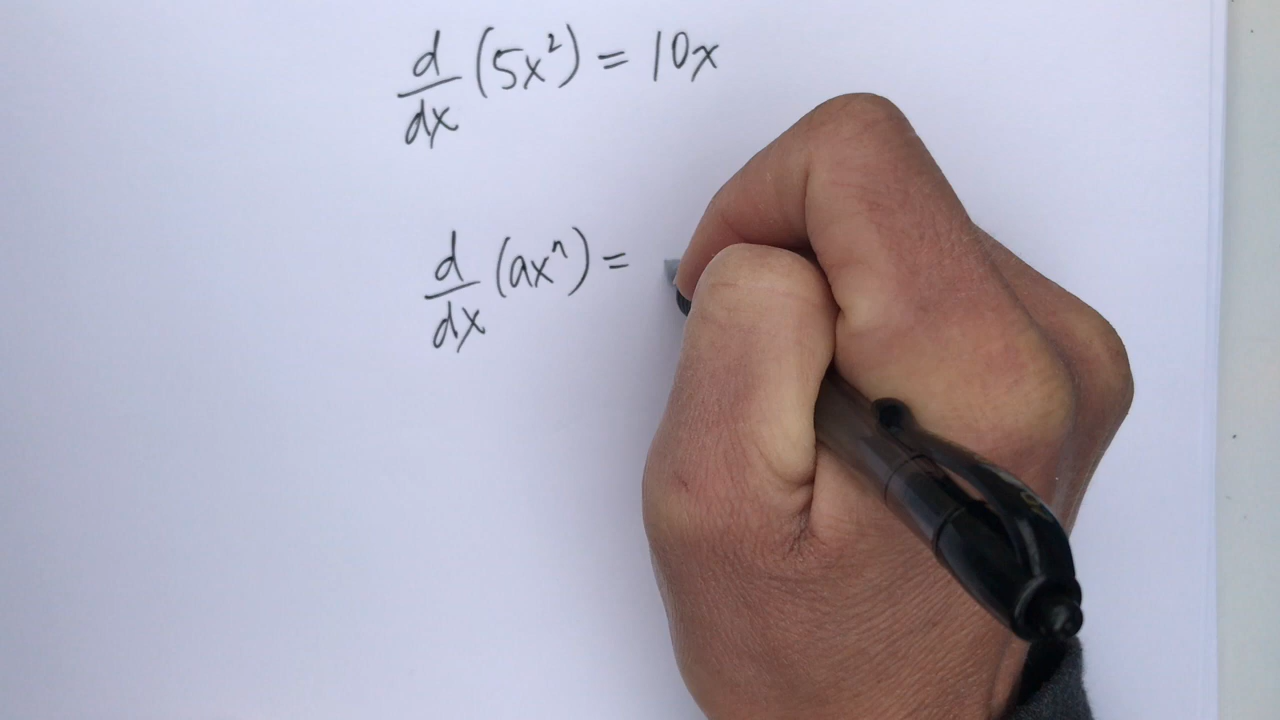 d/dx (5x²) = 10x
d/dx (axⁿ) =